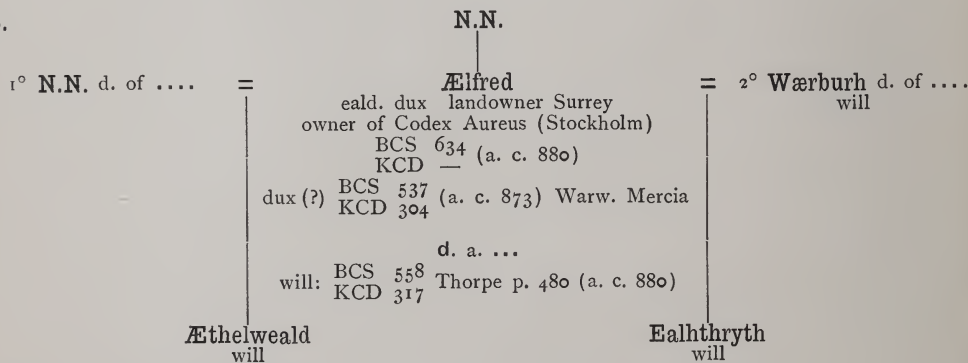 N.N.
1° N.N. d. of .... = Ælfred = 2° Wærburh d. of ....
eald. dux landowner Surrey will
owner of Codex Aureus (Stockholm)
BCS 634 (a. c. 880)
KCD —
dux (?) BCS 537 (a. c. 873) Warw. Mercia
KCD 304
d. a. ...
will: BCS 558 Thorpe p. 480 (a. c. 880)
KCD 317
Æthelweald Ealhthryth
will will